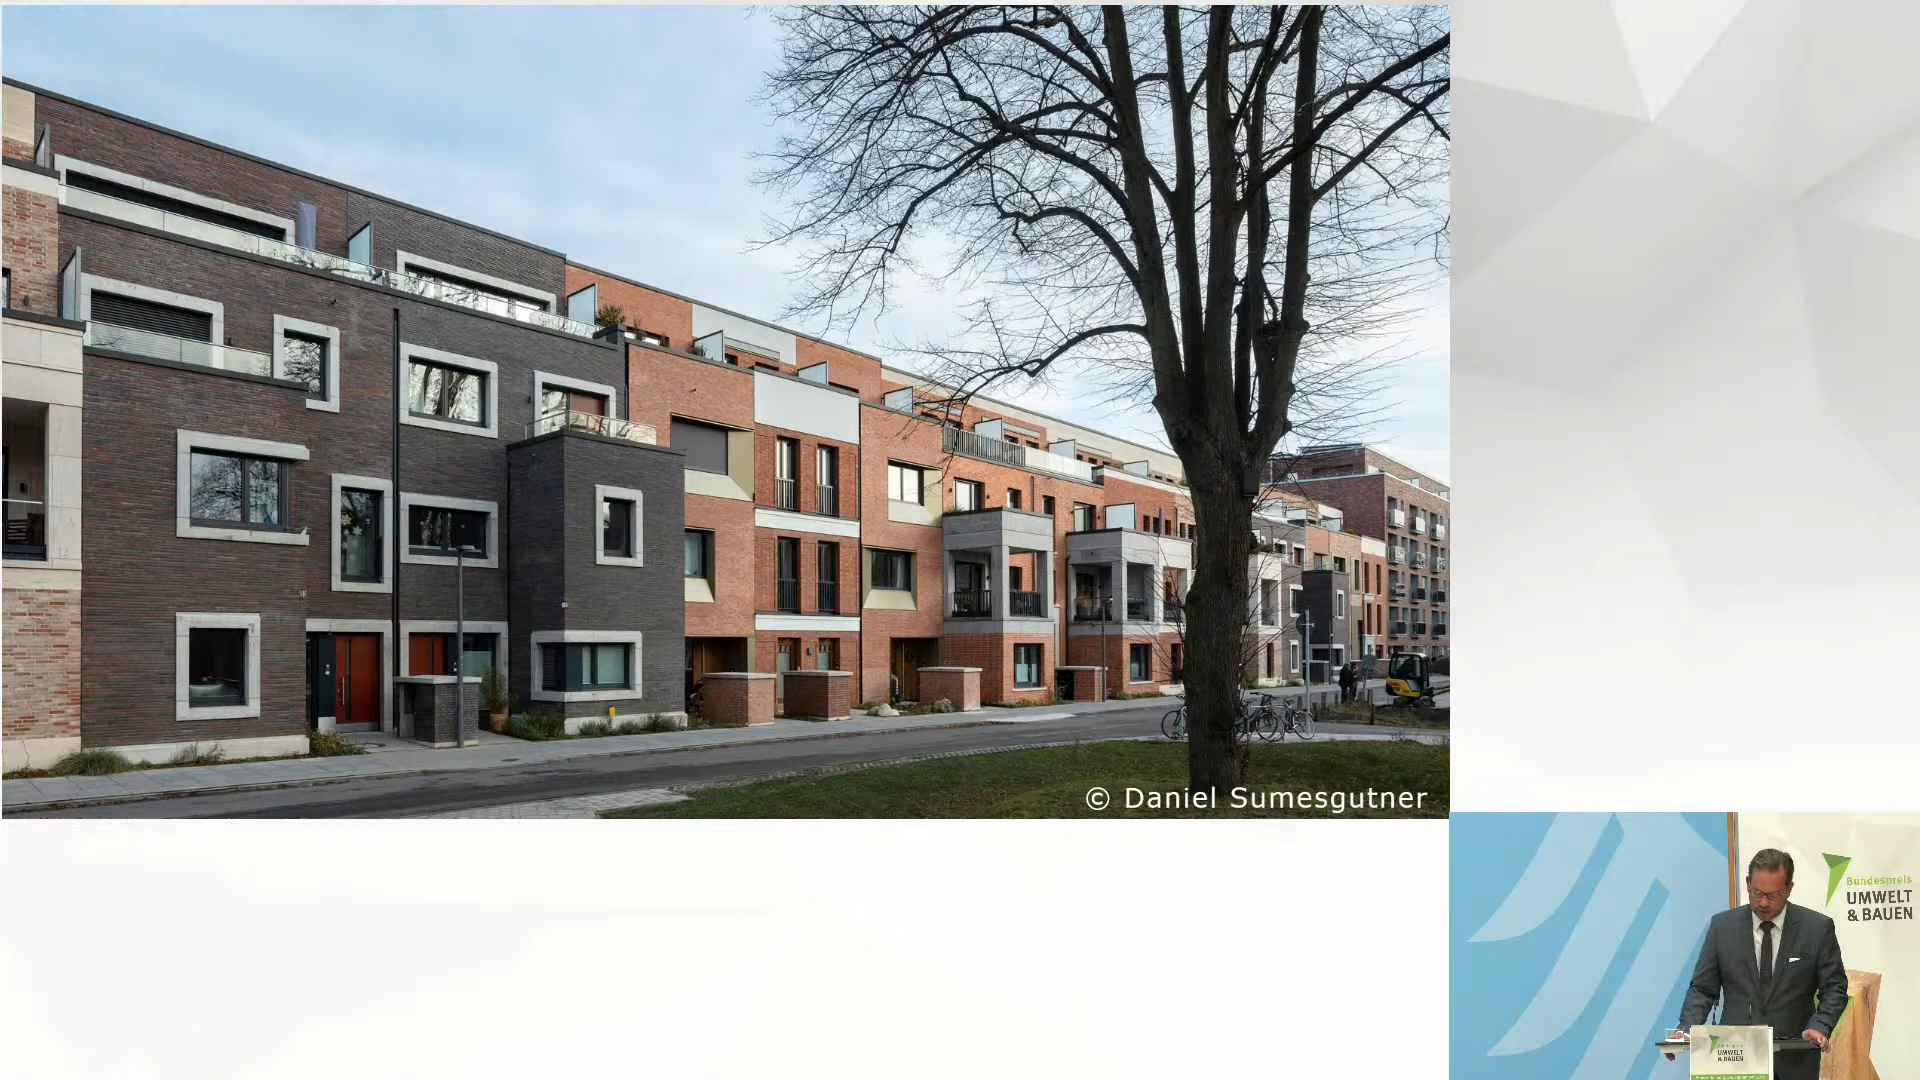 © Daniel Sumesgutner
Bundespreis
UMWELT
& BAUEN
UMWELT
& BAUEN